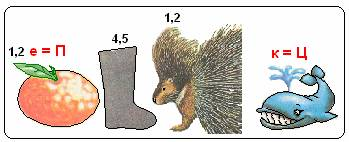 1,2 е = П
4,5
1,2
к = Ц